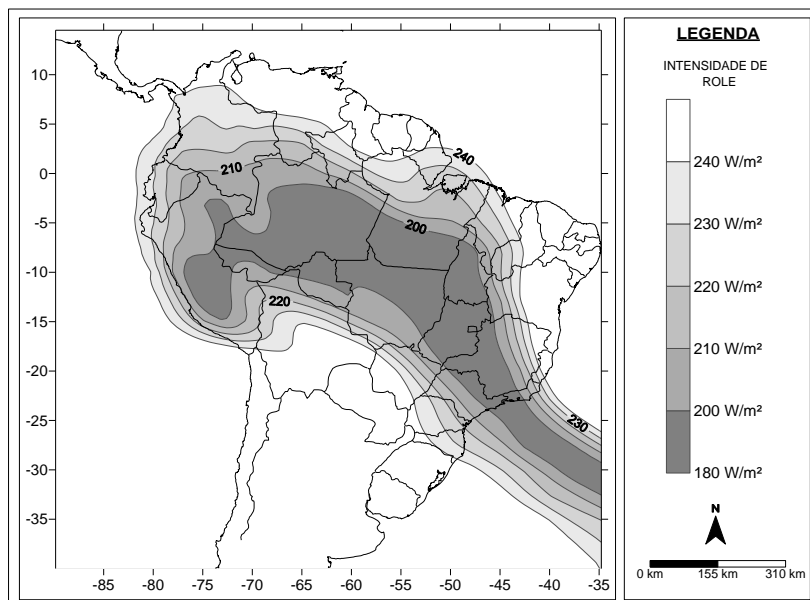 10
5
0
-5
-10
-15
-20
-25
-30
-35
-85 -80 -75 -70 -65 -60 -55 -50 -45 -40 -35
210
240
200
220
230
LEGENDA
INTENSIDADE DE
ROLE
240 W/m²
230 W/m²
220 W/m²
210 W/m²
200 W/m²
180 W/m²
N
0 km 155 km 310 km